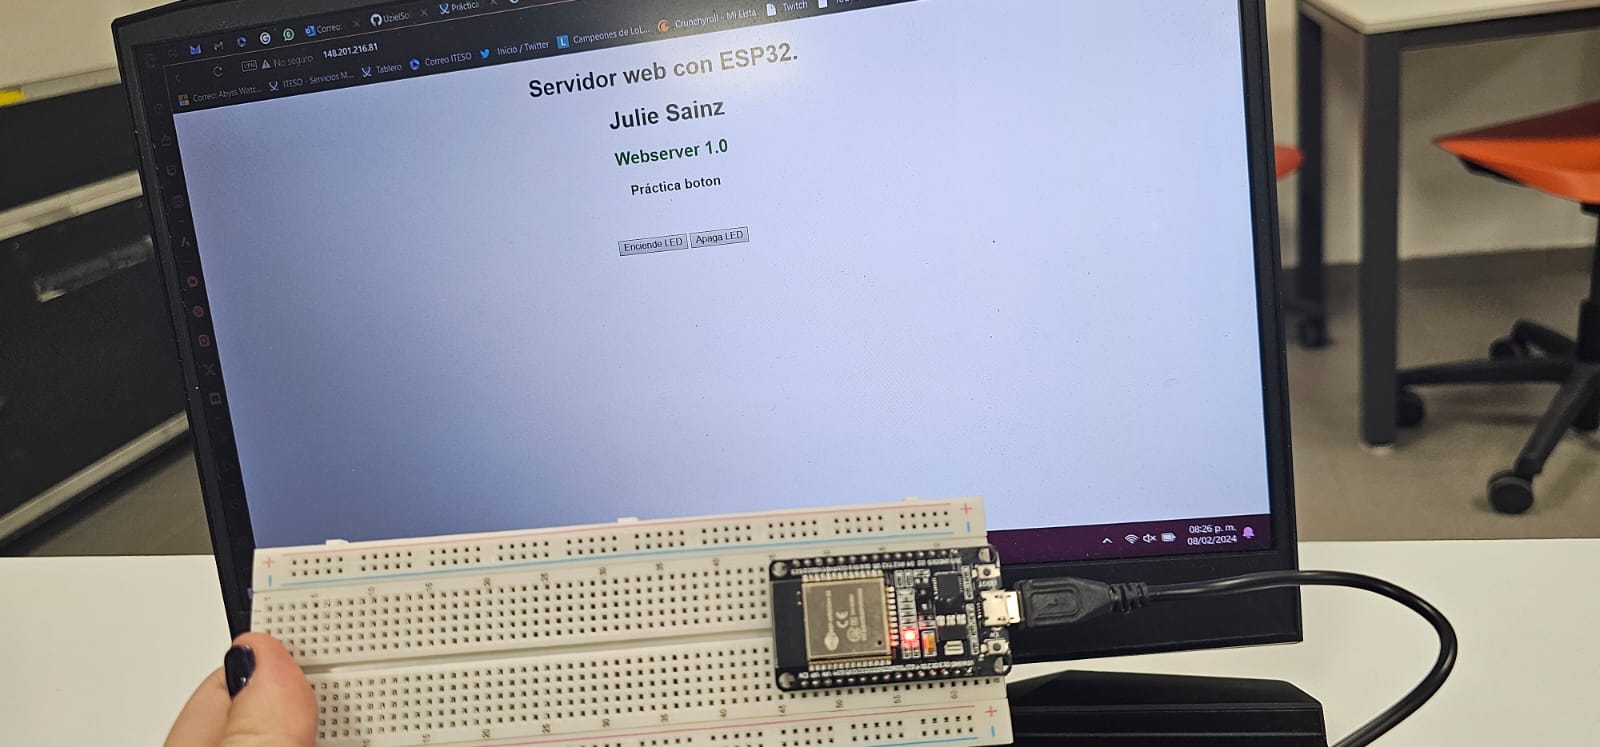 Correo:
UzielSo
Práctica
No seguro 148.201.216.81
Correo: Abyss Watc...
ITESO - Servicios M...
Tablero
Correo ITESO
Inicio / Twitter
Campeones de LoL...
Crunchyroll - Mi Lista
Twitch
Servidor web con ESP32.
Julie Sainz
Webserver 1.0
Práctica boton
Enciende LED Apaga LED
08:26 p. m.
08/02/2024